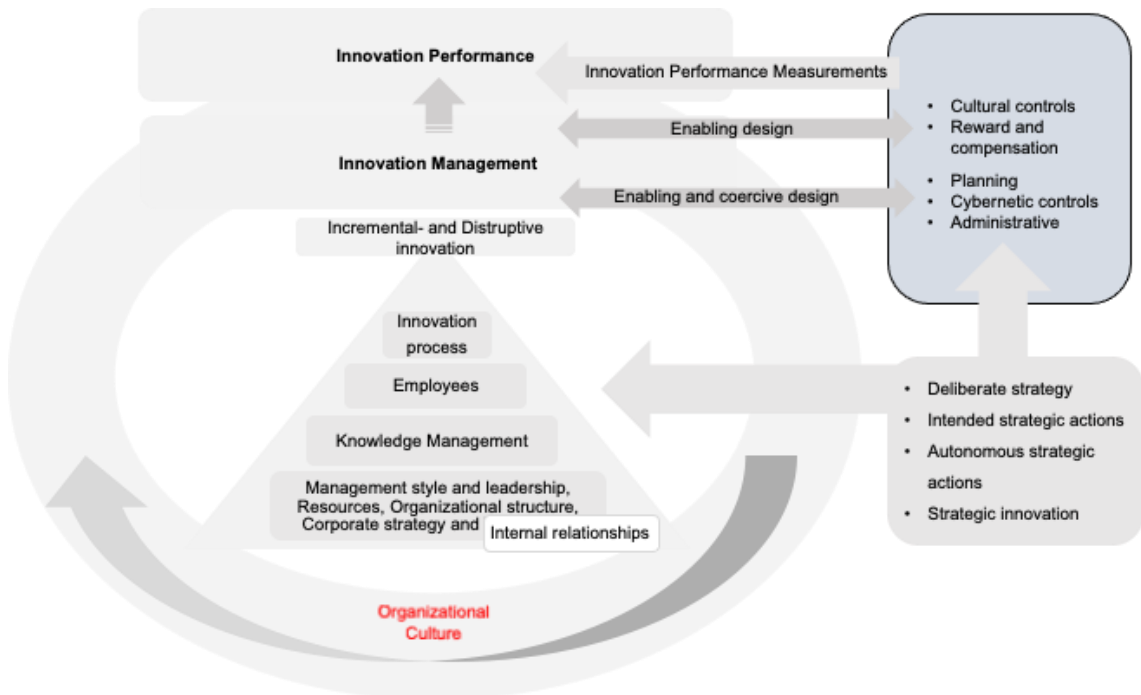 Innovation Performance
Innovation Performance Measurements
Enabling design
Innovation Management
Enabling and coercive design
• Cultural controls
• Reward and
compensation
• Planning
• Cybernetic controls
• Administrative
Incremental- and Disruptive
innovation
Innovation
process
Employees
Knowledge Management
Management style and leadership,
Resources, Organizational structure,
Corporate strategy and
Internal relationships
• Deliberate strategy
• Intended strategic actions
• Autonomous strategic
actions
• Strategic innovation
Organizational
Culture